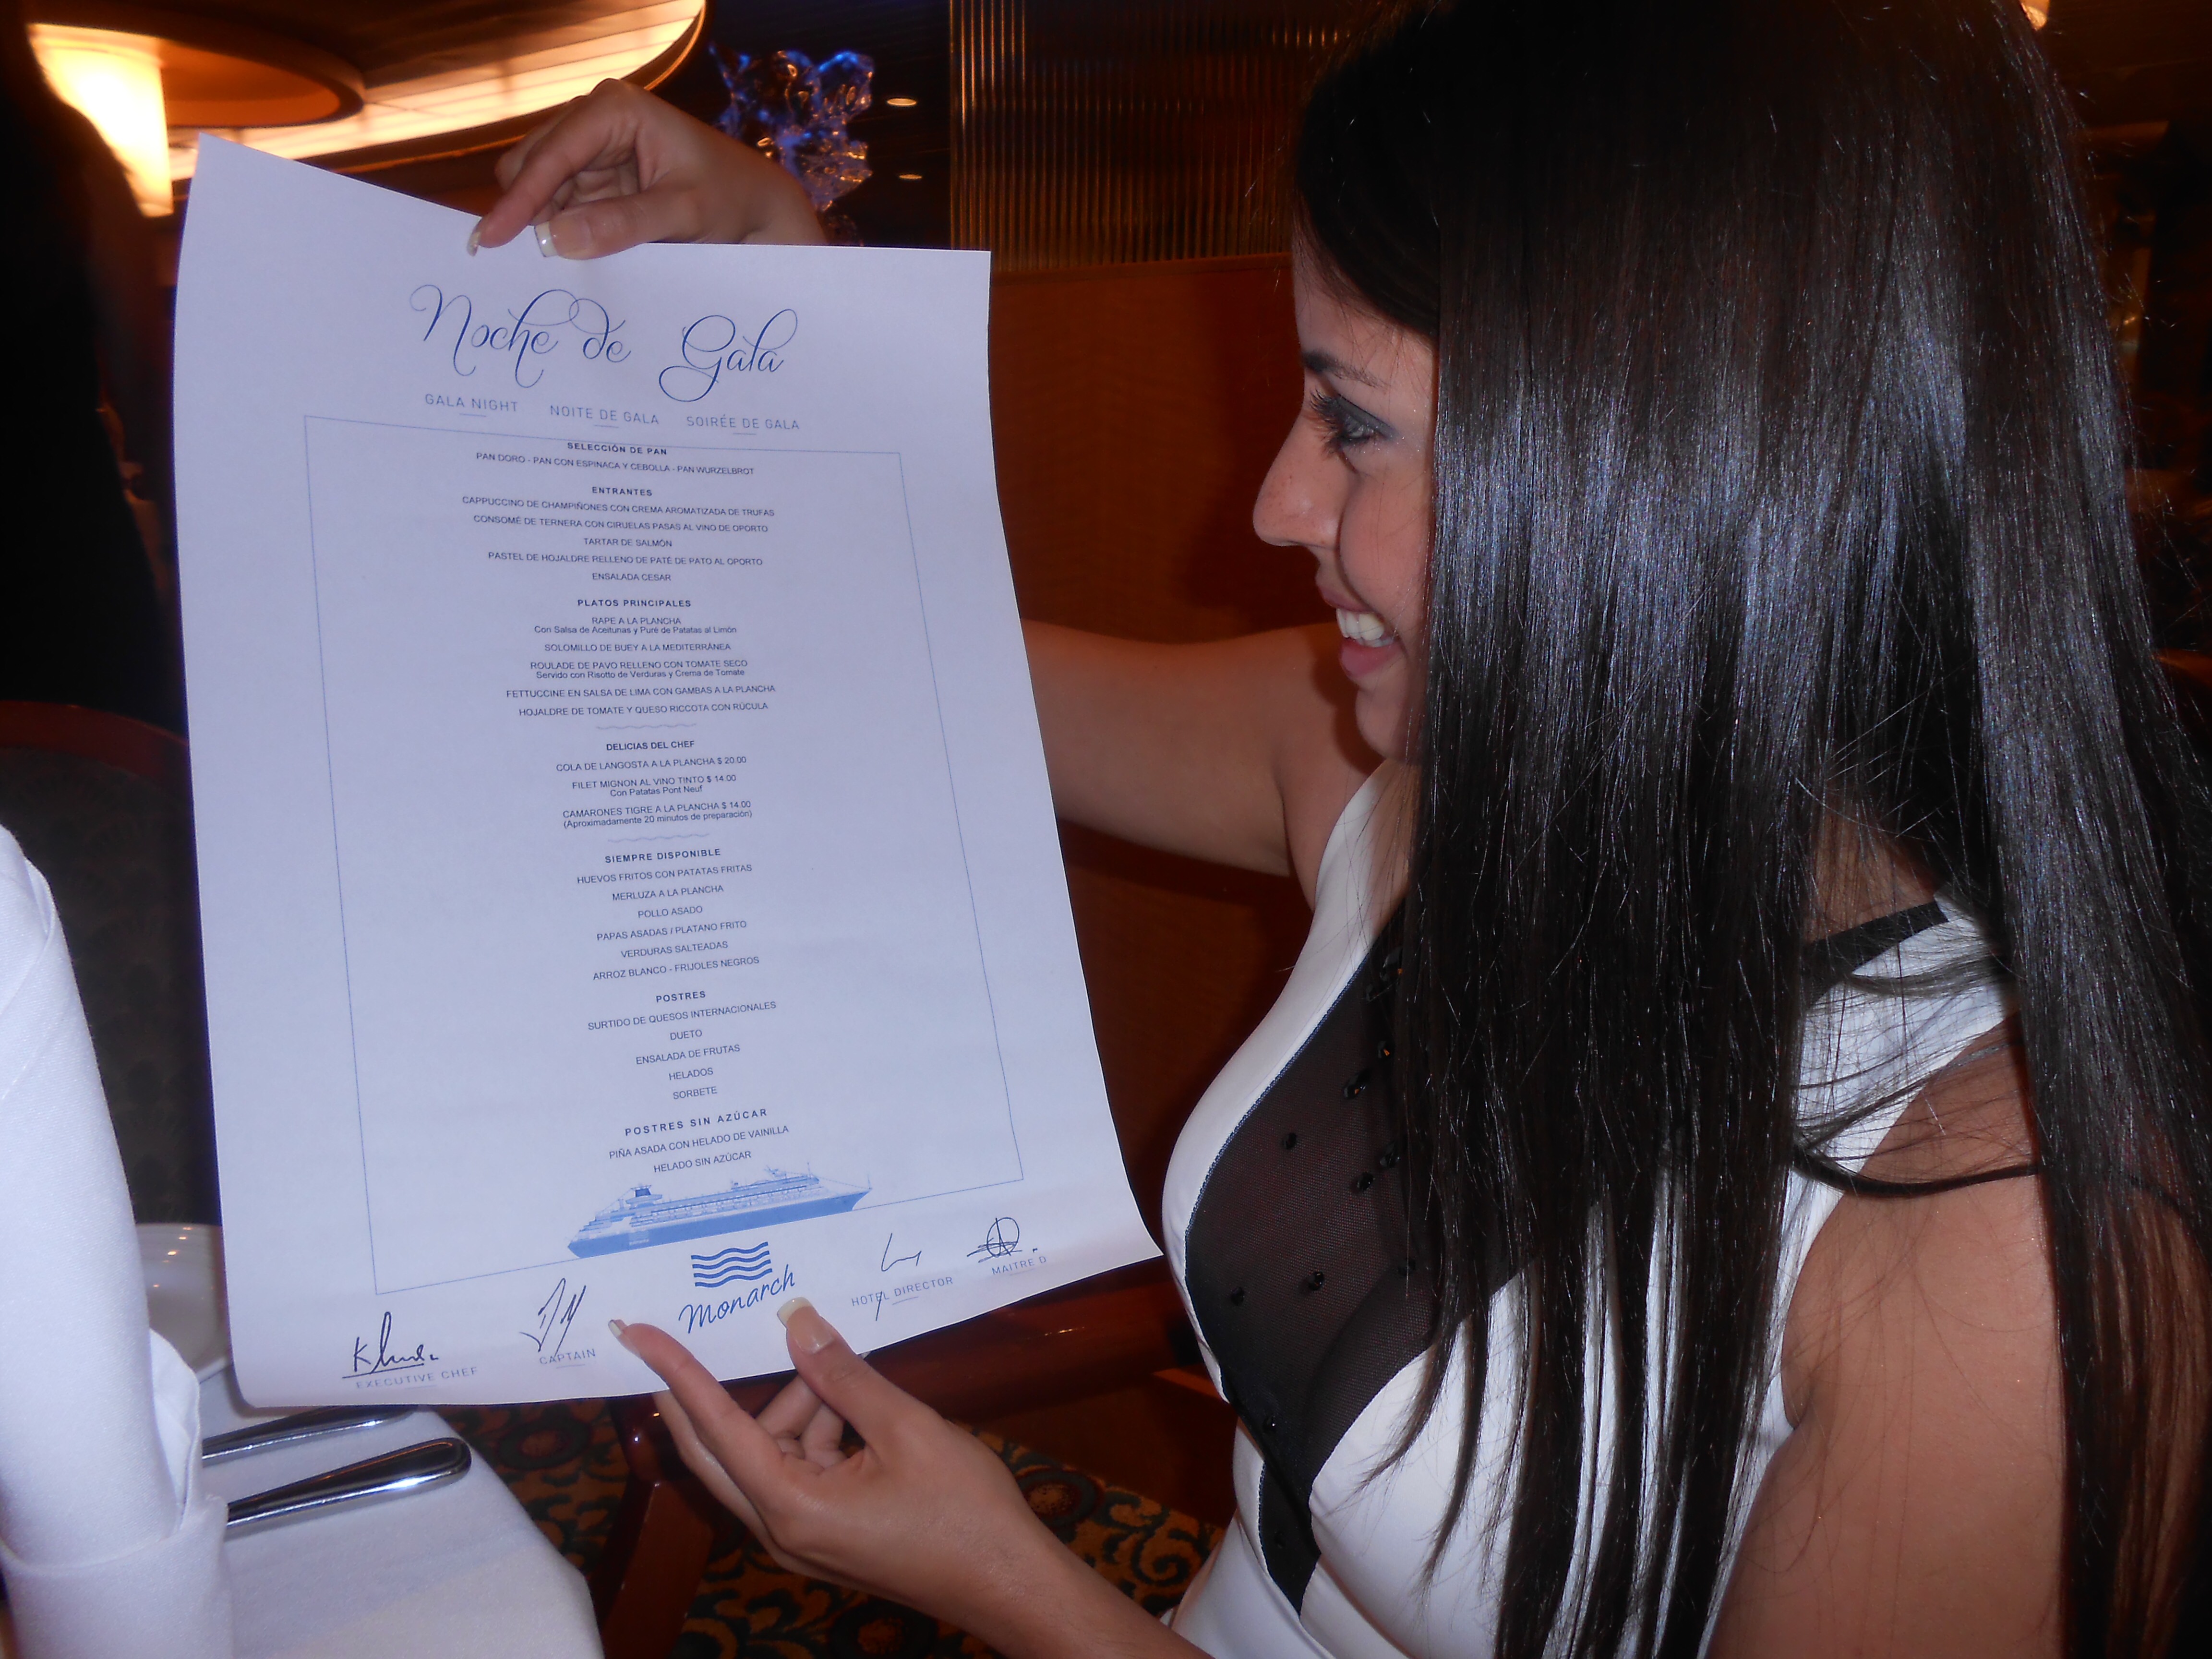 Noche de Gala
GALA NIGHT NOITE DE GALA SOIRÉE DE GALA
SELECCIÓN DE PAN
PAN DORO - PAN CON ESPINACA Y CEBOLLA - PAN WURZELBROT
ENTRANTES
CAPPUCCINO DE CHAMPIÑONES CON CREMA AROMATIZADA DE TRUFAS
CONSOMÉ DE TERNERA CON CIRUELAS PASAS AL VINO DE OPORTO
TARTAR DE SALMÓN
PASTEL DE HOJALDRE RELLENO DE PATÉ DE PATO AL OPORTO
ENSALADA CESAR
PLATOS PRINCIPALES
RAPE A LA PLANCHA
Con Salsa de Aceitunas y Puré de Patatas al Limón
SOLOMILLO DE BUEY A LA MEDITERRÁNEA
ROULADE DE PAVO RELLENO CON TOMATE SECO
Servido con Risotto de Verduras y Crema de Tomate
FETTUCCINE EN SALSA DE LIMA CON GAMBAS A LA PLANCHA
HOJALDRE DE TOMATE Y QUESO RICCOTA CON RÚCULA
DELICIAS DEL CHEF
COLA DE LANGOSTA A LA PLANCHA $ 20.00
FILET MIGNON AL VINO TINTO $ 14.00
Con Patatas Pont Neuf
CAMARONES TIGRE A LA PLANCHA $ 14.00
(Aproximadamente 20 minutos de preparación)
SIEMPRE DISPONIBLE
HUEVOS FRITOS CON PATATAS FRITAS
MERLUZA A LA PLANCHA
POLLO ASADO
PAPAS ASADAS / PLATANO FRITO
VERDURAS SALTEADAS
ARROZ BLANCO - FRIJOLES NEGROS
POSTRES
SURTIDO DE QUESOS INTERNACIONALES
DUETO
ENSALADA DE FRUTAS
HELADOS
SORBETE
POSTRES SIN AZÚCAR
PIÑA ASADA CON HELADO DE VAINILLA
HELADO SIN AZÚCAR
Monarch
EXECUTIVE CHEF CAPTAIN HOTEL DIRECTOR MAITRE D